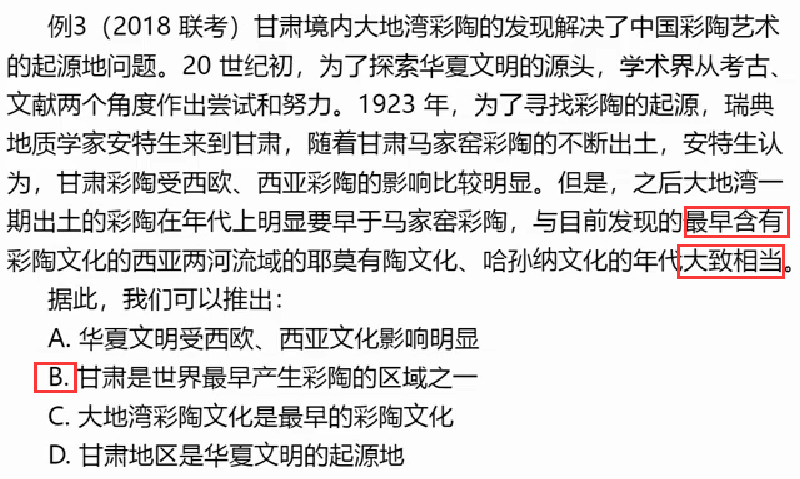 例3（2018 联考）甘肃境内大地湾彩陶的发现解决了中国彩陶艺术
的起源地问题。20 世纪初，为了探索华夏文明的源头，学术界从考古、
文献两个角度作出尝试和努力。1923 年，为了寻找彩陶的起源，瑞典
地质学家安特生来到甘肃，随着甘肃马家窑彩陶的不断出土，安特生认
为，甘肃彩陶受西欧、西亚彩陶的影响比较明显。但是，之后大地湾一
期出土的彩陶在年代上明显要早于马家窑彩陶，与目前发现的最早含有
彩陶文化的西亚两河流域的耶莫有陶文化、哈孙纳文化的年代大致相当。
据此，我们可以推出：
A. 华夏文明受西欧、西亚文化影响明显
B. 甘肃是世界最早产生彩陶的区域之一
C. 大地湾彩陶文化是最早的彩陶文化
D. 甘肃地区是华夏文明的起源地